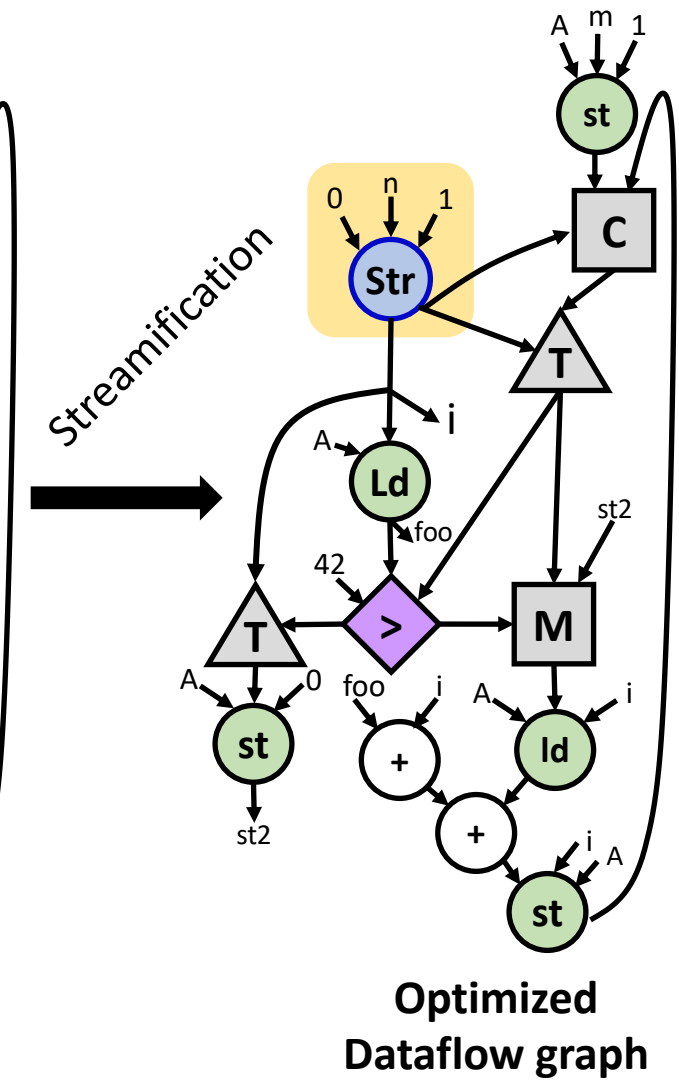 A m 1
st
C
0 n 1
Str
T
Streamification
i
A
Ld
foo
st2
42
T
>
M
A 0
foo i
A i
st
+
ld
st2
+
i
A
st
Optimized
Dataflow graph